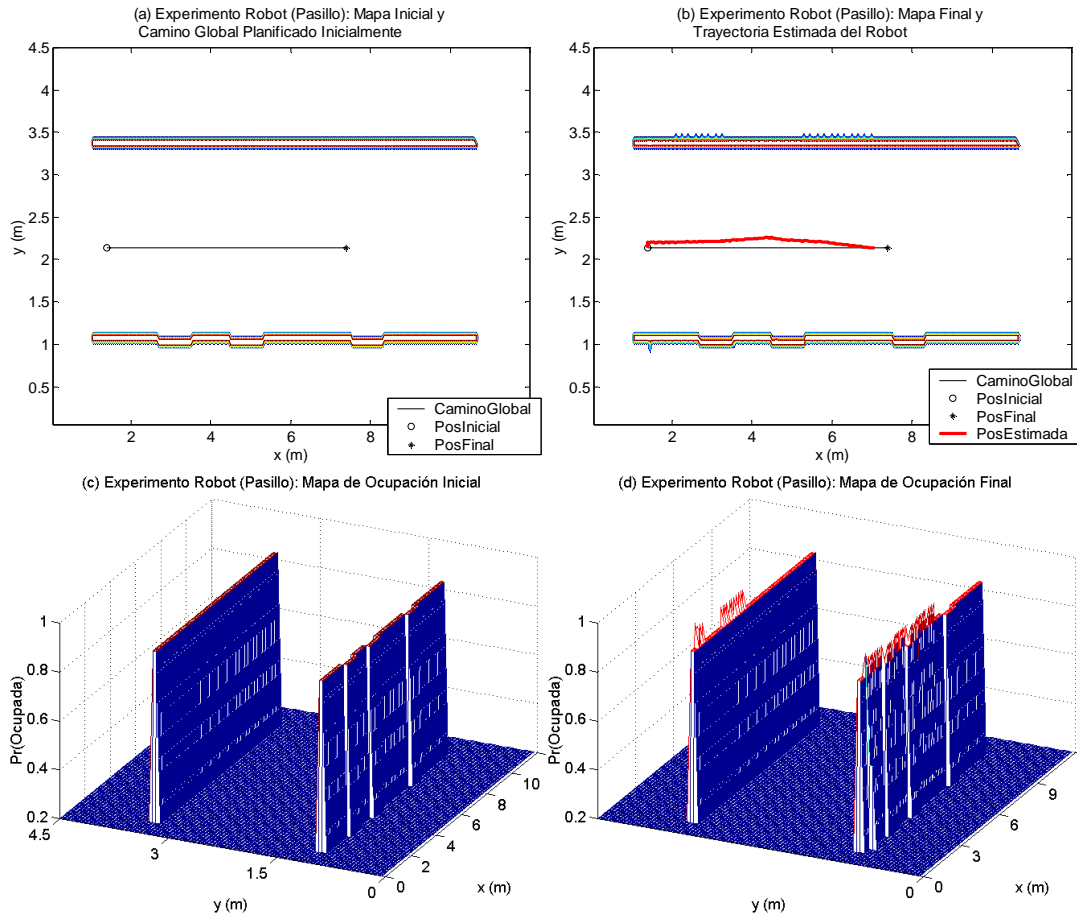 (a) Experimento Robot (Pasillo): Mapa Inicial y
Camino Global Planificado Inicialmente
4.5
4
3.5
3
2.5
2
1.5
1
0.5
y (m)
2
4
6
8
x (m)
CaminoGlobal
PosInicial
PosFinal
(b) Experimento Robot (Pasillo): Mapa Final y
Trayectoria Estimada del Robot
4.5
4
3.5
3
2.5
2
1.5
1
0.5
y (m)
2
4
6
8
x (m)
CaminoGlobal
PosInicial
PosFinal
PosEstimada
(c) Experimento Robot (Pasillo): Mapa de Ocupación Inicial
1
0.8
0.6
0.4
0.2
Pr(Ocupada)
4.5
3
1.5
0
y (m)
0
2
4
6
8
10
x (m)
(d) Experimento Robot (Pasillo): Mapa de Ocupación Final
1
0.8
0.6
0.4
0.2
Pr(Ocupada)
0
y (m)
0
3
6
9
x (m)